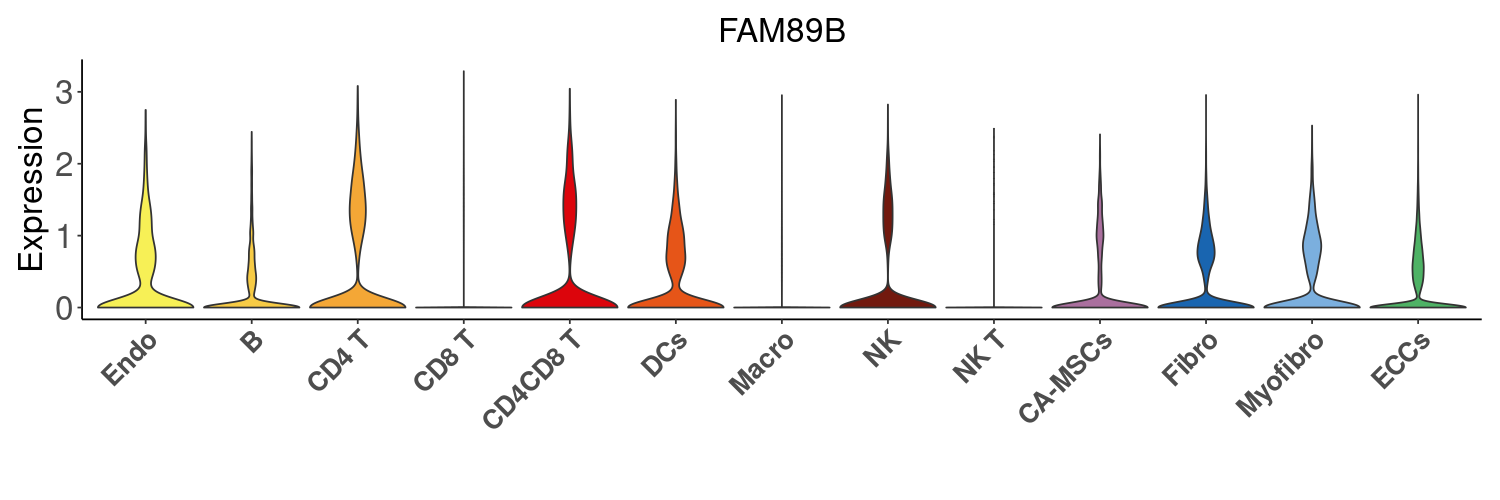 FAM89B
Expression
3
2
1
0
Endo
B
CD4 T
CD8 T
CD4CD8 T
DCs
Macro
NK
NK T
CA-MSCs
Fibro
Myofibro
ECCs